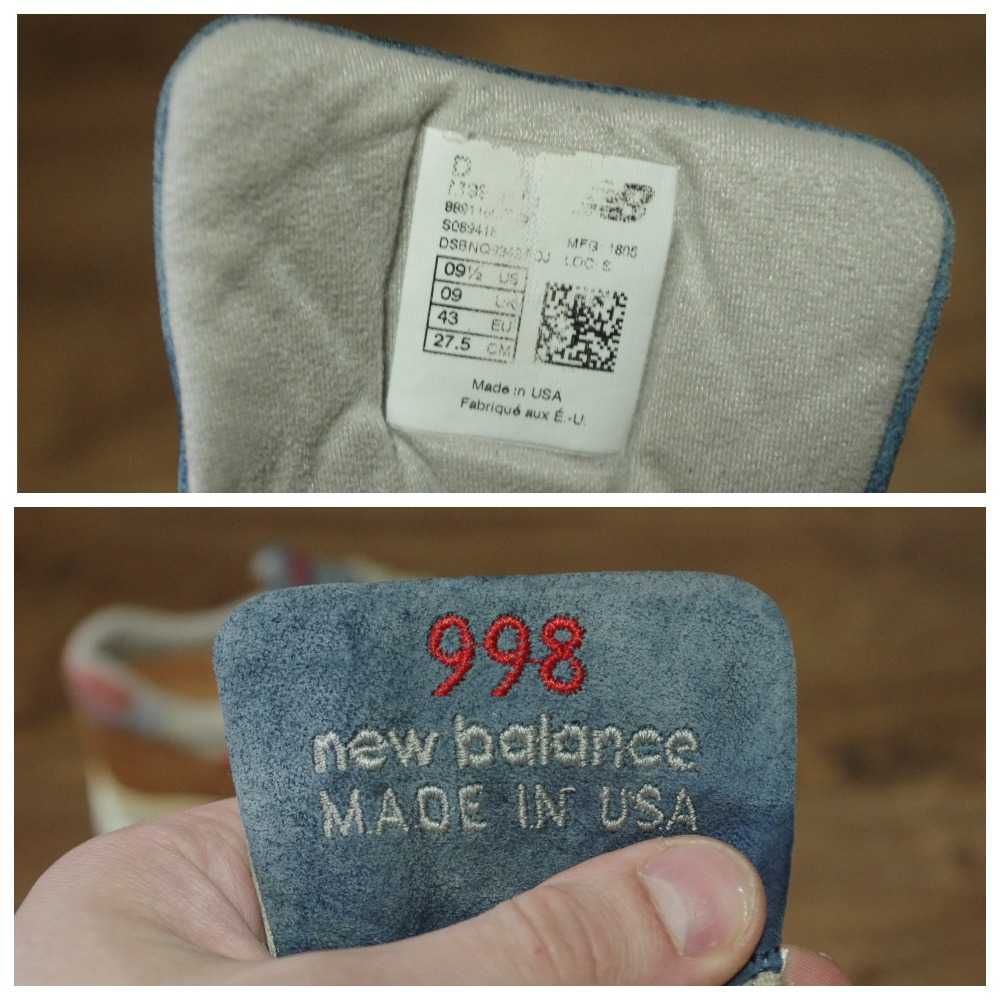 D
MFG: 1805
09½ US
09 UK
43 EU
27.5 CM
Made in USA
Fabriqué aux É.-U.
998
new balance
MADE IN USA